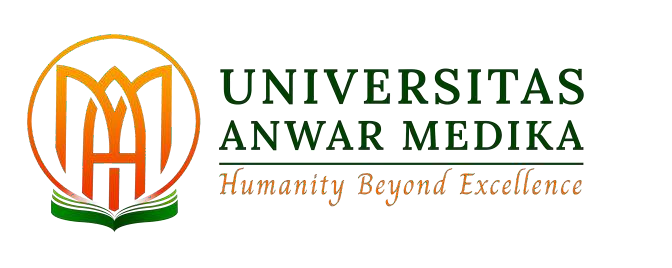 UNIVERSITAS
ANWAR MEDIKA
Humanity Beyond Excellence